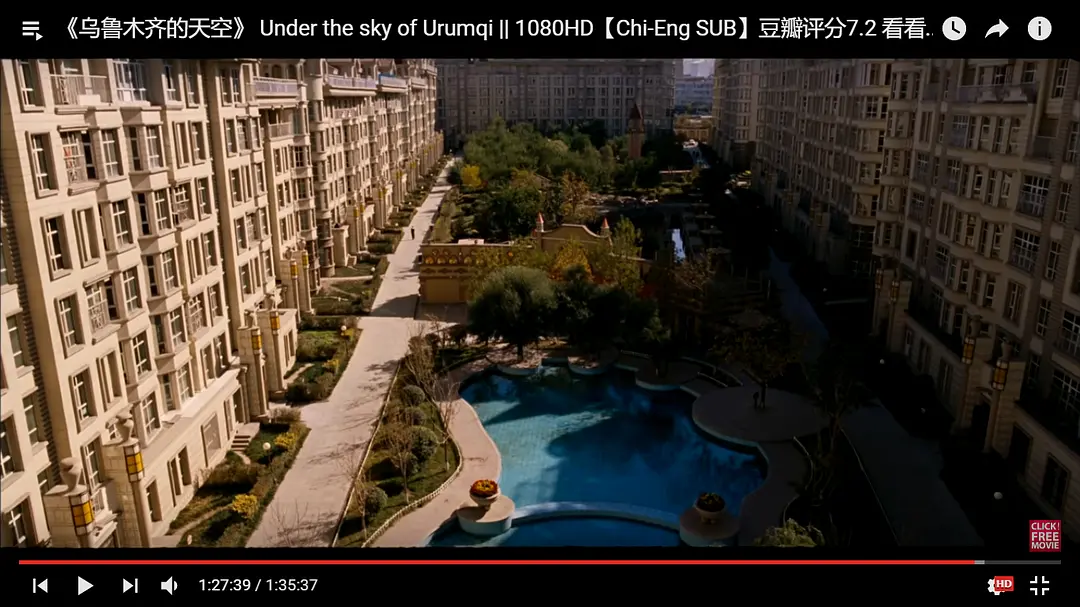 《乌鲁木齐的天空》 Under the sky of Urumqi || 1080HD【Chi-Eng SUB】豆瓣评分7.2 看看..
CLICK!
FREE
MOVIE
1:27:39 / 1:35:37
HD